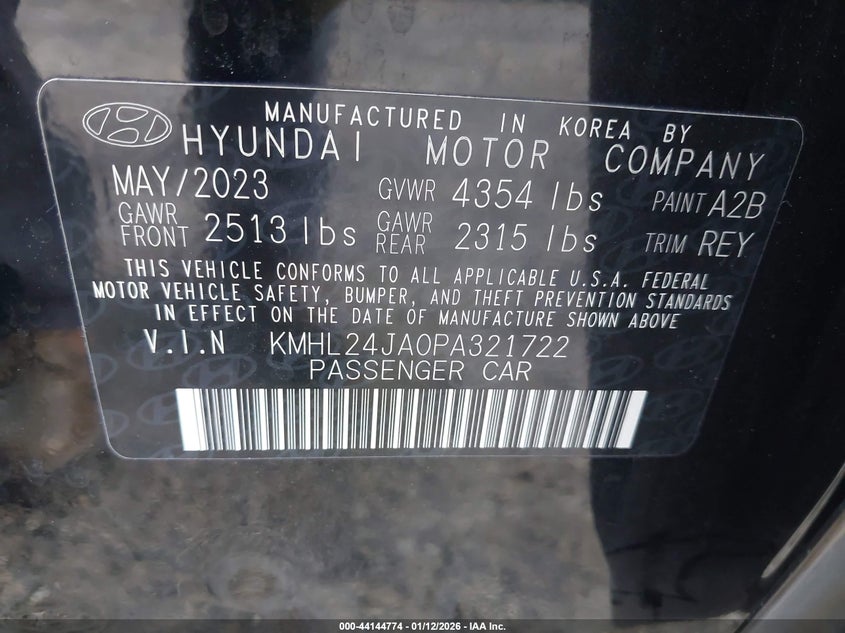 MANUFACTURED IN KOREA BY
HYUNDAI MOTOR COMPANY
MAY/2023 GVWR 4354 lbs PAINT A2B
GAWR FRONT 2513 lbs GAWR REAR 2315 lbs TRIM REY
THIS VEHICLE CONFORMS TO ALL APPLICABLE U.S.A. FEDERAL
MOTOR VEHICLE SAFETY, BUMPER, AND THEFT PREVENTION STANDARDS
IN EFFECT ON THE DATE OF MANUFACTURE SHOWN ABOVE
V.I.N KMHL24JA0PA321722
PASSENGER CAR
000-44144774 - 01/12/2026 - IAA Inc.